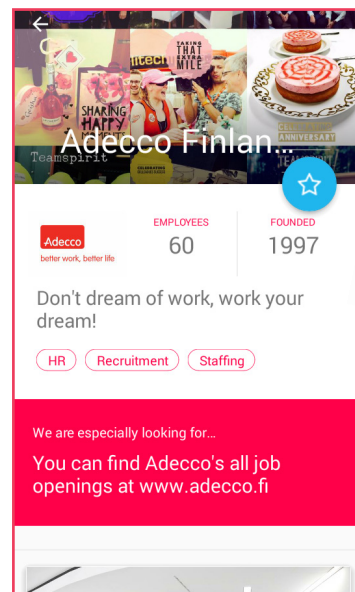 TAKING
THAT
EXTRA
MILE
SHARING
HAPPY
Adecco Finlan...
Teamspirit
ANNIVERSARY
EMPLOYEES
60
FOUNDED
1997
Adecco
better work, better life
Don't dream of work, work your
dream!
HR
Recruitment
Staffing
We are especially looking for...
You can find Adecco's all job
openings at www.adecco.fi